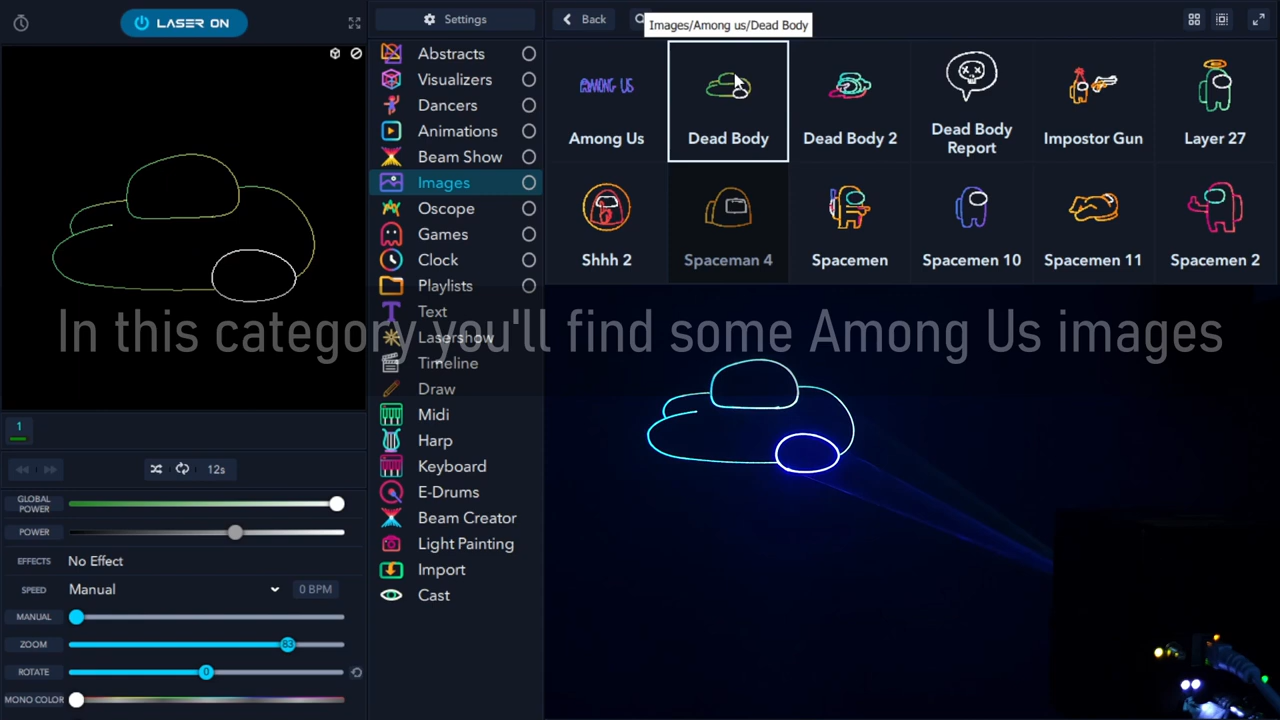 LASER ON
Settings
Back
Images/Among us/Dead Body
Abstracts
Visualizers
Dancers
Animations
Beam Show
Images
Oscope
Games
Clock
Playlists
Text
Lasershow
Timeline
Draw
Midi
Harp
Keyboard
E-Drums
Beam Creator
Light Painting
Import
Cast
AMONG US
Among Us
Dead Body
Dead Body 2
Dead Body
Report
Impostor Gun
Layer 27
Shhh 2
Spaceman 4
Spacemen
Spacemen 10
Spacemen 11
Spacemen 2
In this category you'll find some Among Us images
1
12s
GLOBAL
POWER
POWER
EFFECTS
No Effect
SPEED
Manual
0 BPM
MANUAL
ZOOM
83
ROTATE
0
MONO COLOR